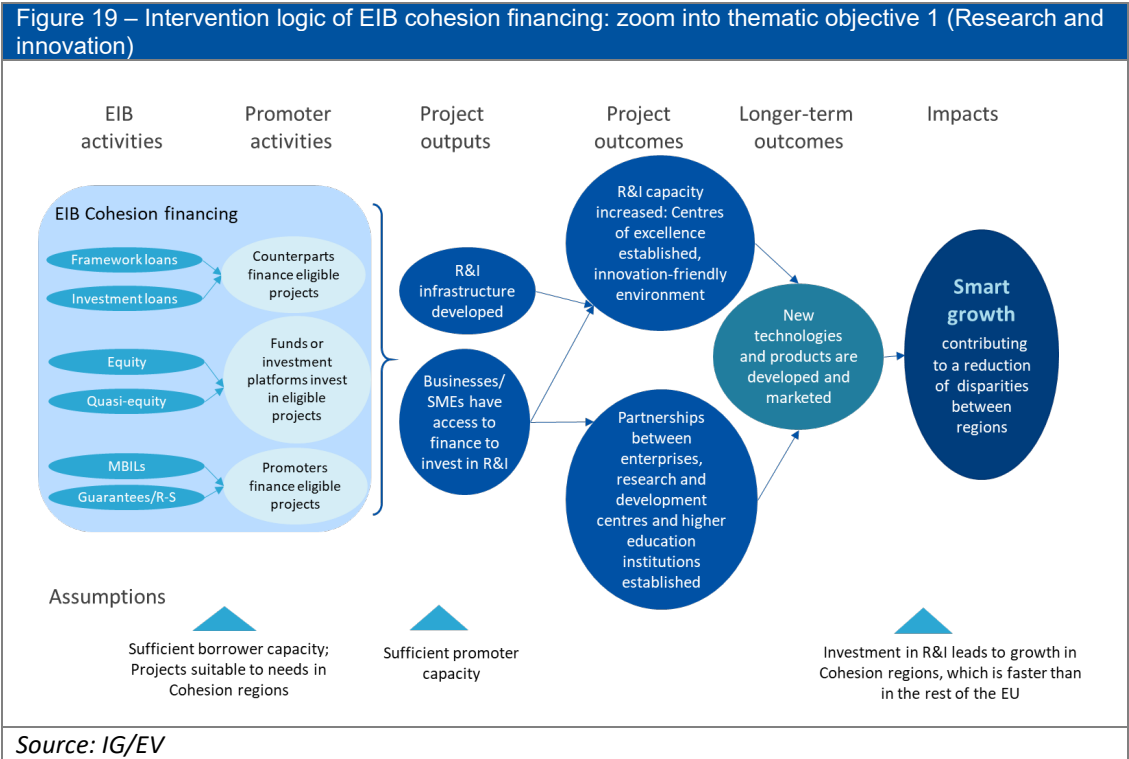 Figure 19 – Intervention logic of EIB cohesion financing: zoom into thematic objective 1 (Research and
innovation)
EIB
activities
Promoter
activities
Project
outputs
Project
outcomes
Longer-term
outcomes
Impacts
EIB Cohesion financing
Framework loans
Investment loans
Counterparts
finance eligible
projects
Equity
Quasi-equity
Funds or
investment
platforms invest
in eligible
projects
MBILs
Guarantees/R-S
Promoters
finance eligible
projects
R&I
infrastructure
developed
Businesses/
SMEs have
access to
finance to
invest in R&I
R&I capacity
increased: Centres
of excellence
established,
innovation-friendly
environment
Partnerships
between
enterprises,
research and
development
centres and higher
education
institutions
established
New
technologies
and products are
developed and
marketed
Smart
growth
contributing
to a reduction
of disparities
between
regions
Assumptions
Sufficient borrower capacity;
Projects suitable to needs in
Cohesion regions
Sufficient promoter
capacity
Investment in R&I leads to growth in
Cohesion regions, which is faster than
in the rest of the EU
Source: IG/EV